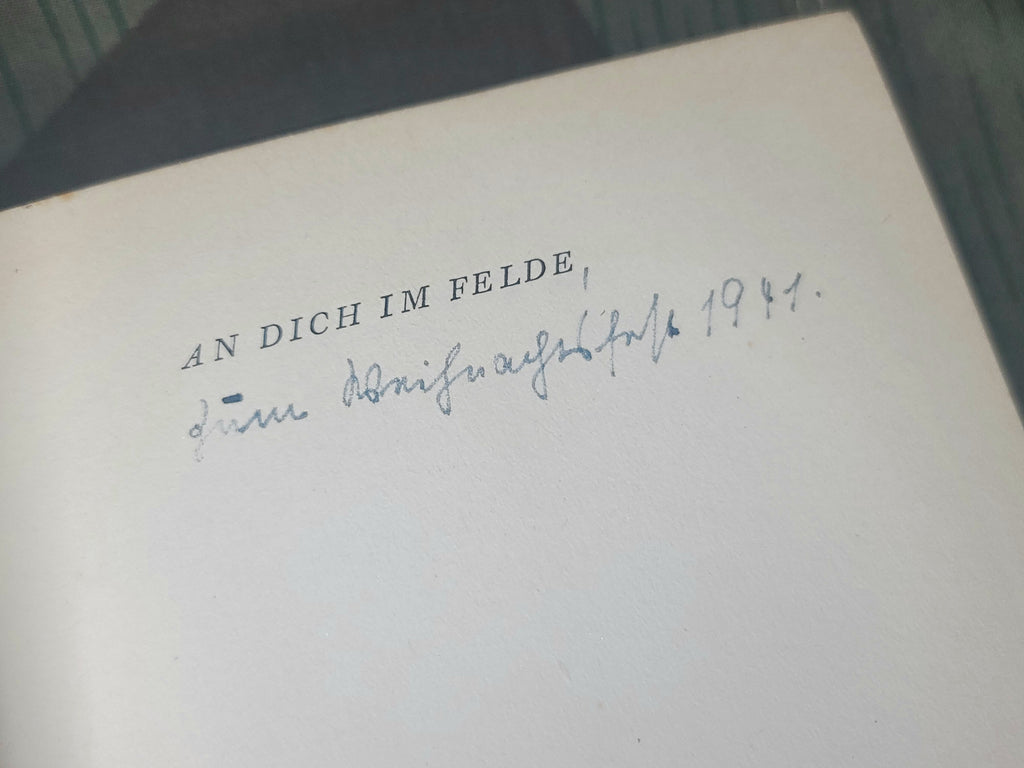 AN DICH IM FELDE,
zum Weihnachtsfest 1941.